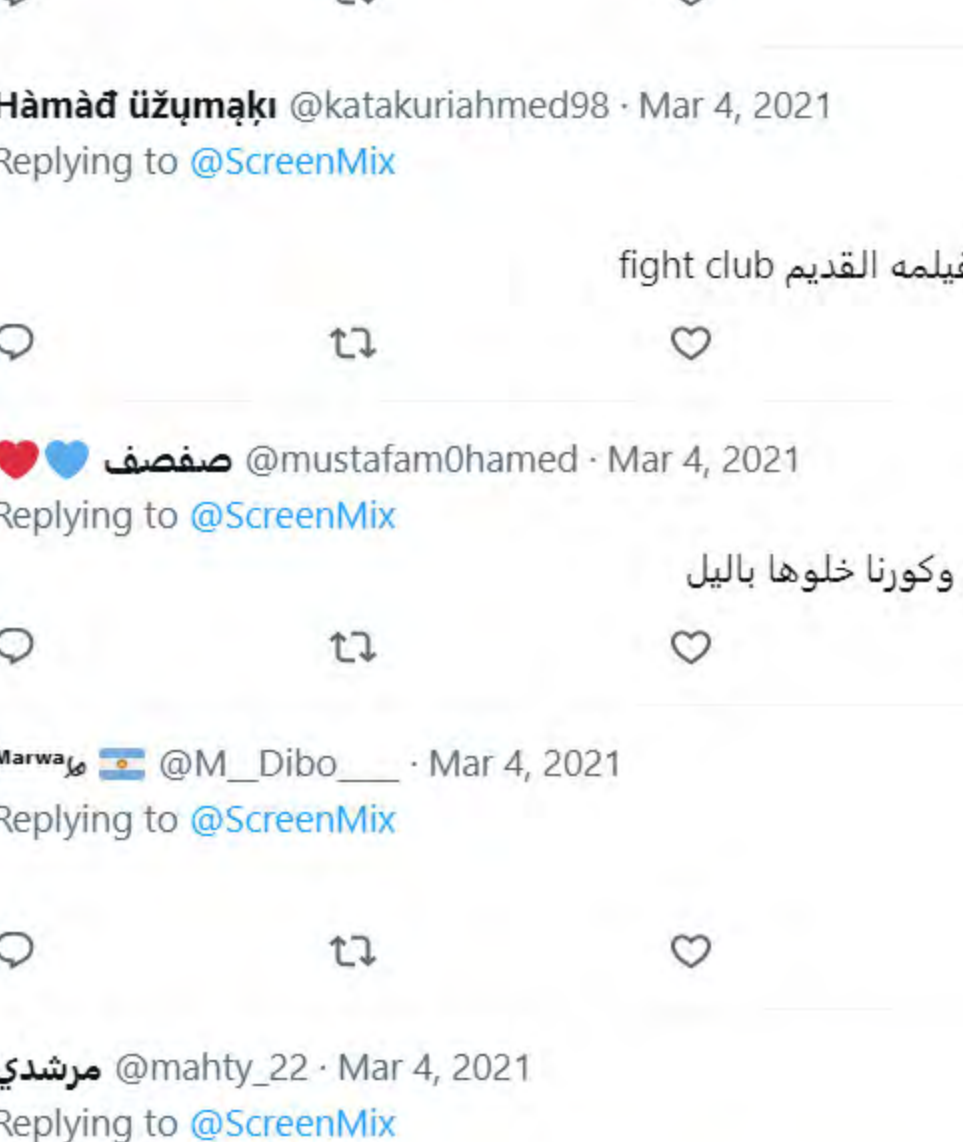 Hàmàđ üžųmąķı @katakuriahmed98 · Mar 4, 2021
Replying to @ScreenMix
فيلمه القديم fight club
صفصف @mustafam0hamed · Mar 4, 2021
Replying to @ScreenMix
وكورنا خلوها باليل
ᴹᵃʳʷᵃ @M__Dibo____ · Mar 4, 2021
Replying to @ScreenMix
مرشدي @mahty_22 · Mar 4, 2021
Replying to @ScreenMix